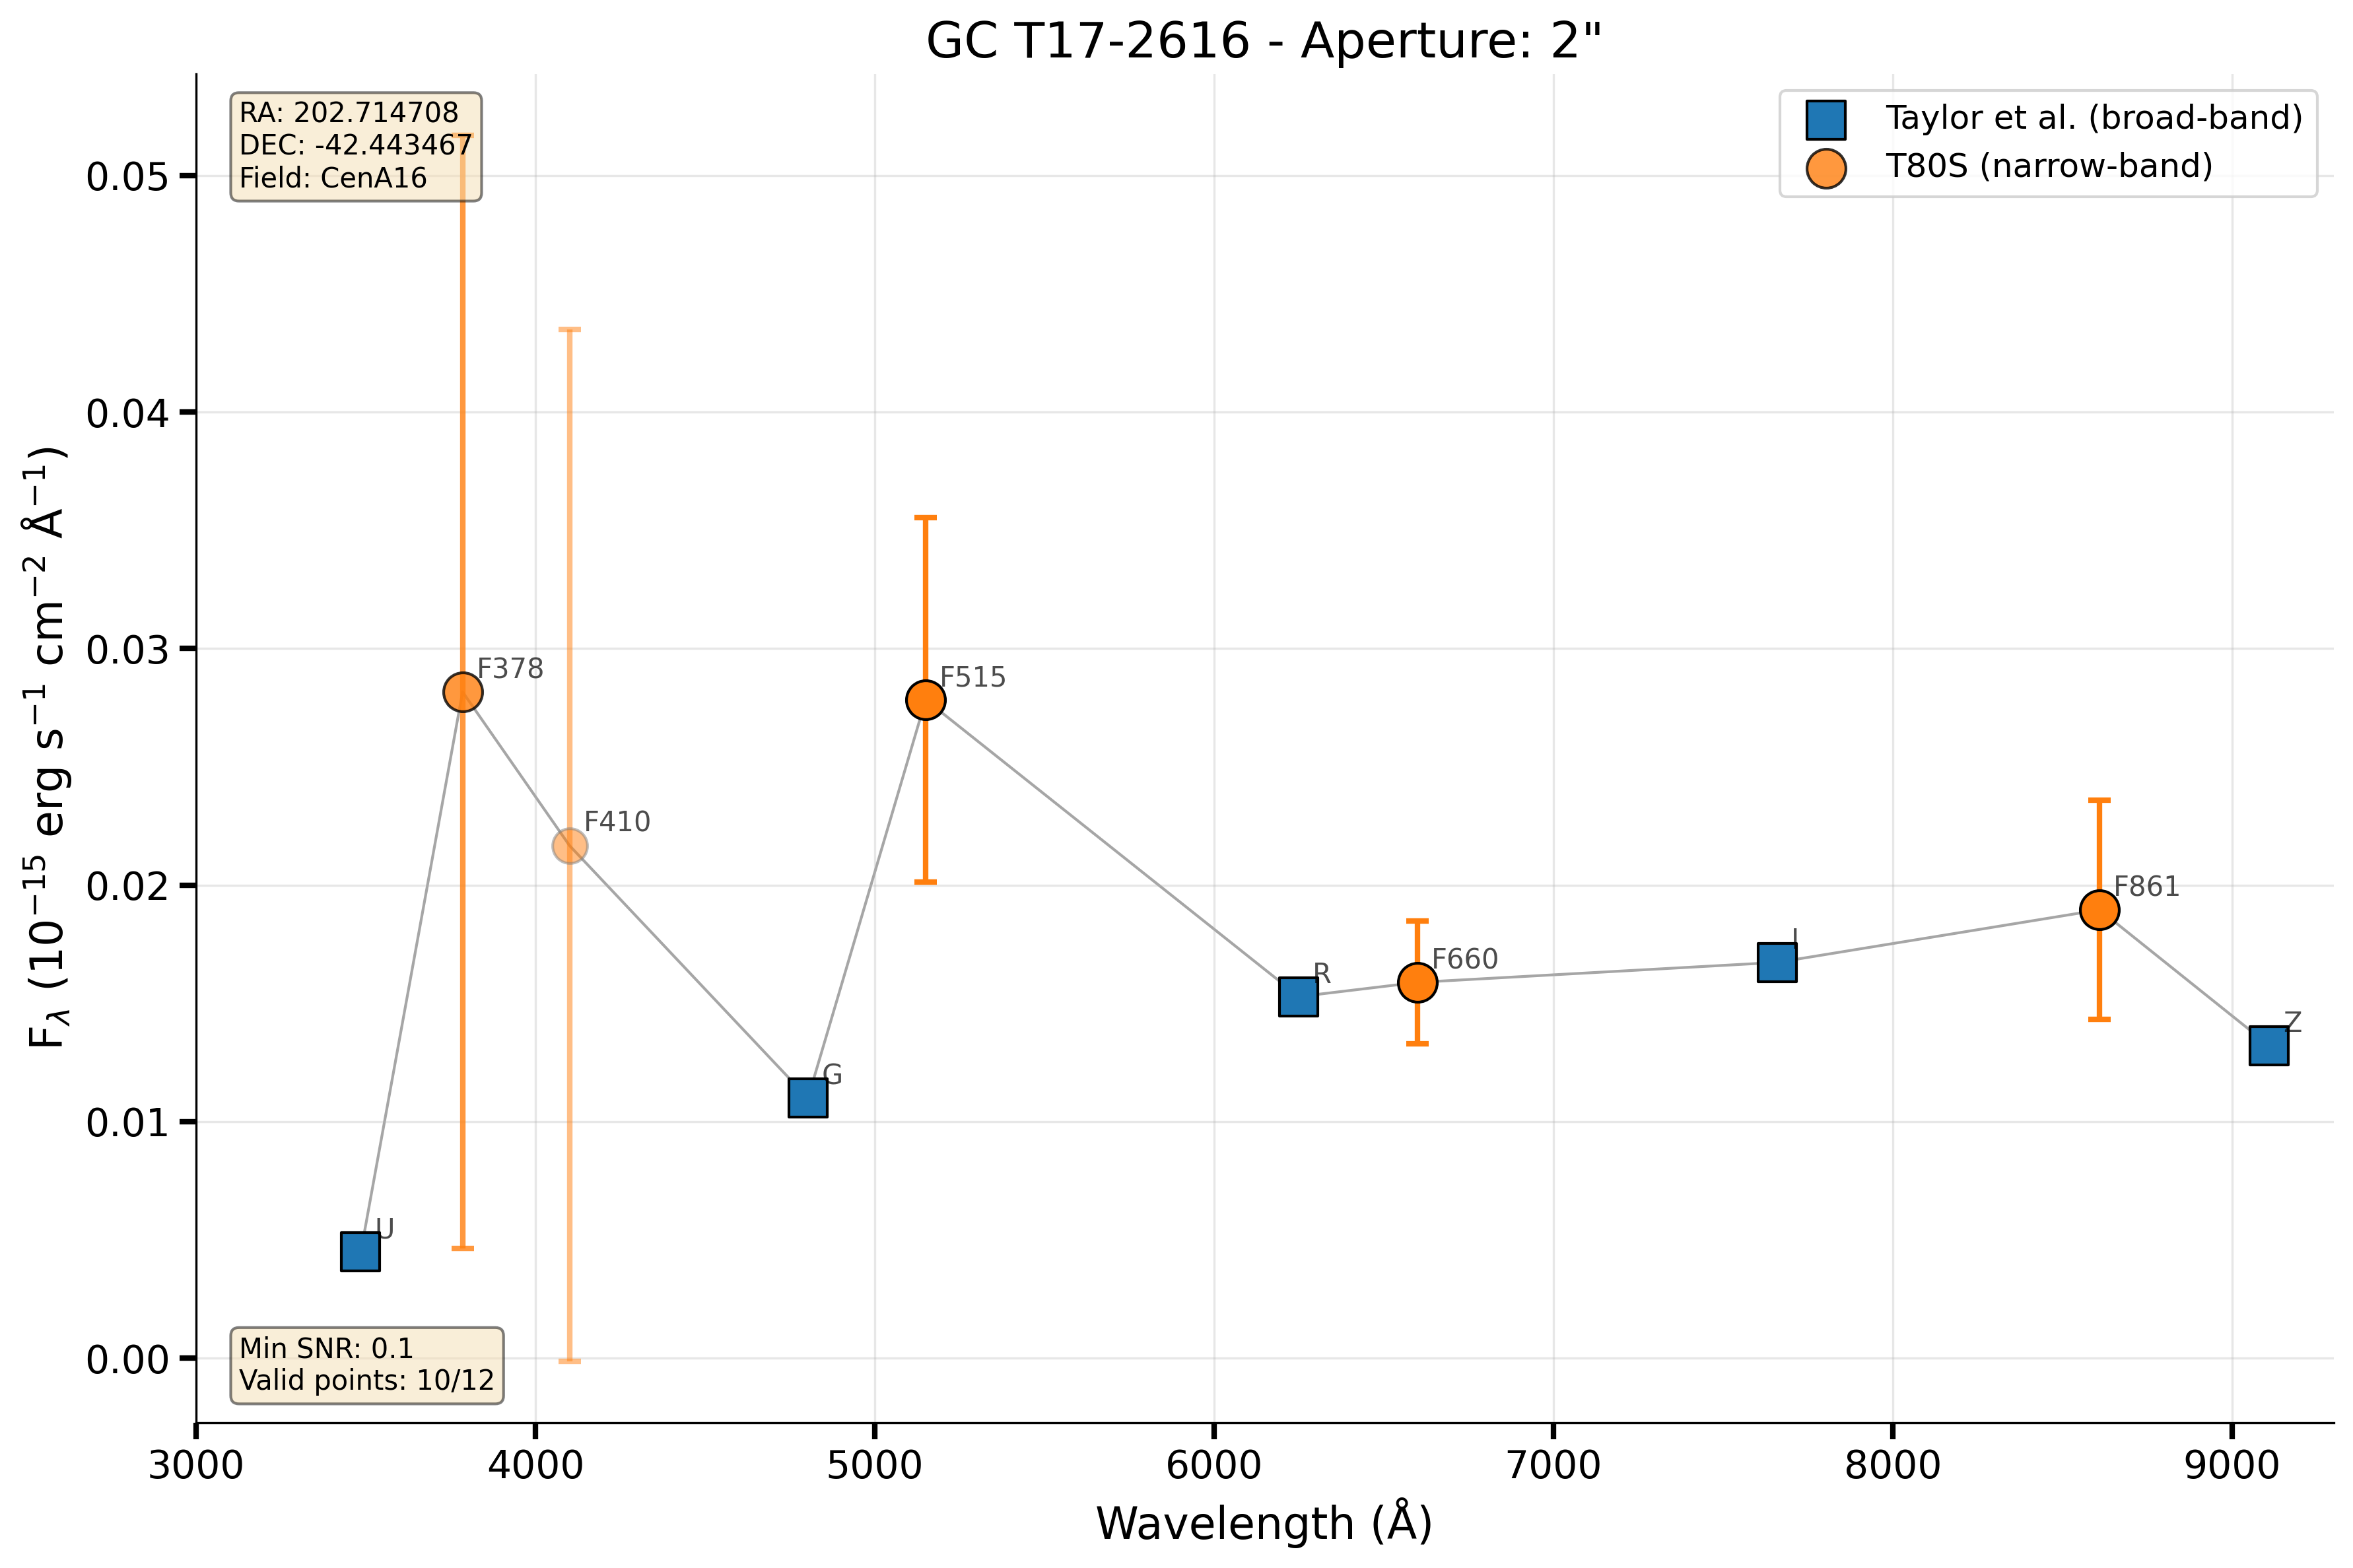 GC T17-2616 - Aperture: 2"
RA: 202.714708
DEC: -42.443467
Field: CenA16
Taylor et al. (broad-band)
T80S (narrow-band)
0.05
0.04
0.03
0.02
0.01
0.00
F_λ (10⁻¹⁵ erg s⁻¹ cm⁻² Å⁻¹)
F378
F515
F410
F861
I
R
F660
Z
G
U
Min SNR: 0.1
Valid points: 10/12
3000 4000 5000 6000 7000 8000 9000
Wavelength (Å)